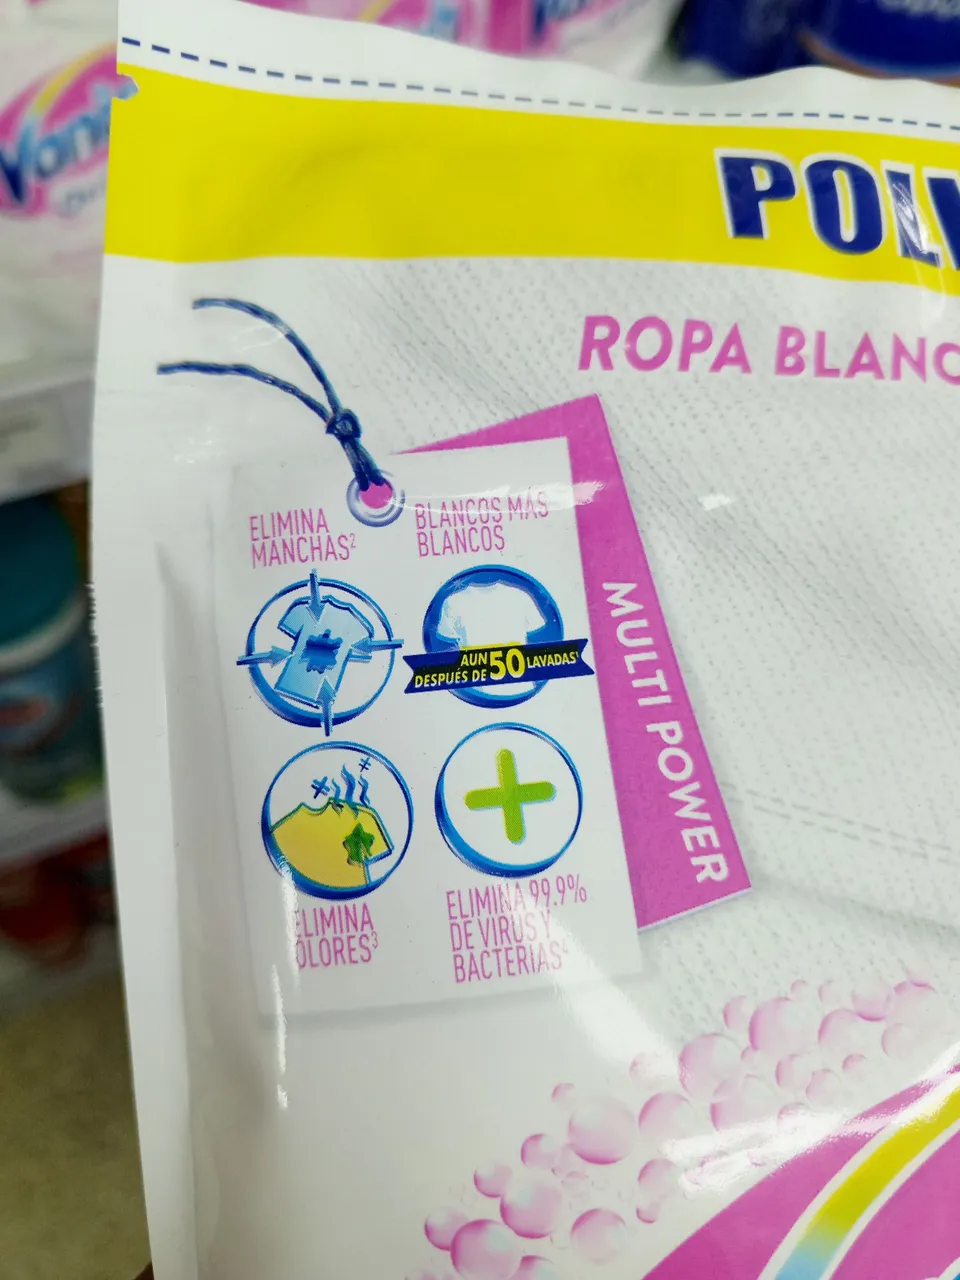 POLV
ROPA BLANC
ELIMINA
MANCHAS²
BLANCOS MÁS
BLANCOS
AUN
DESPUÉS DE 50 LAVADAS¹
ELIMINA
OLORES³
ELIMINA 99.9%
DE VIRUS Y
BACTERIAS⁴
MULTI POWER
Vanis